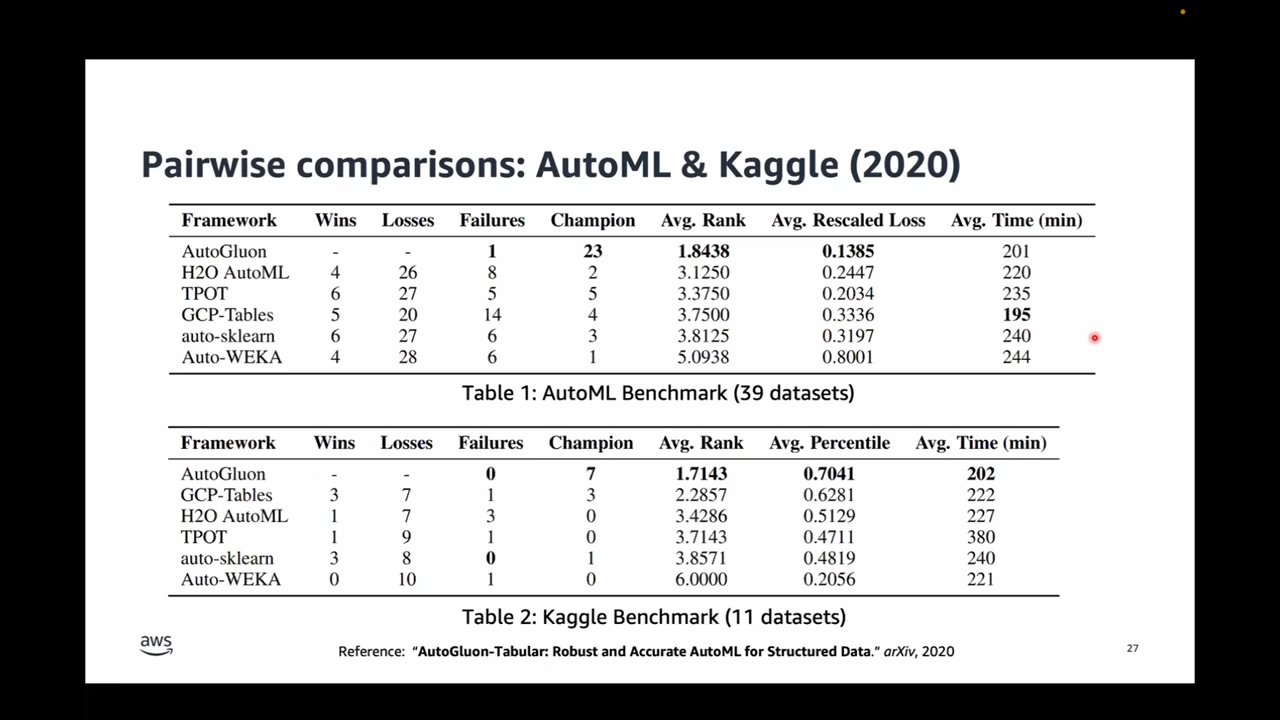 Pairwise comparisons: AutoML & Kaggle (2020)
Framework Wins Losses Failures Champion Avg. Rank Avg. Rescaled Loss Avg. Time (min)
AutoGluon - - 1 23 1.8438 0.1385 201
H2O AutoML 4 26 8 2 3.1250 0.2447 220
TPOT 6 27 5 5 3.3750 0.2034 235
GCP-Tables 5 20 14 4 3.7500 0.3336 195
auto-sklearn 6 27 6 3 3.8125 0.3197 240
Auto-WEKA 4 28 6 1 5.0938 0.8001 244
Table 1: AutoML Benchmark (39 datasets)
Framework Wins Losses Failures Champion Avg. Rank Avg. Percentile Avg. Time (min)
AutoGluon - - 0 7 1.7143 0.7041 202
GCP-Tables 3 7 1 3 2.2857 0.6281 222
H2O AutoML 1 7 3 0 3.4286 0.5129 227
TPOT 1 9 1 0 3.7143 0.4711 380
auto-sklearn 3 8 0 1 3.8571 0.4819 240
Auto-WEKA 0 10 1 0 6.0000 0.2056 221
Table 2: Kaggle Benchmark (11 datasets)
aws
Reference: “AutoGluon-Tabular: Robust and Accurate AutoML for Structured Data.” arXiv, 2020
27